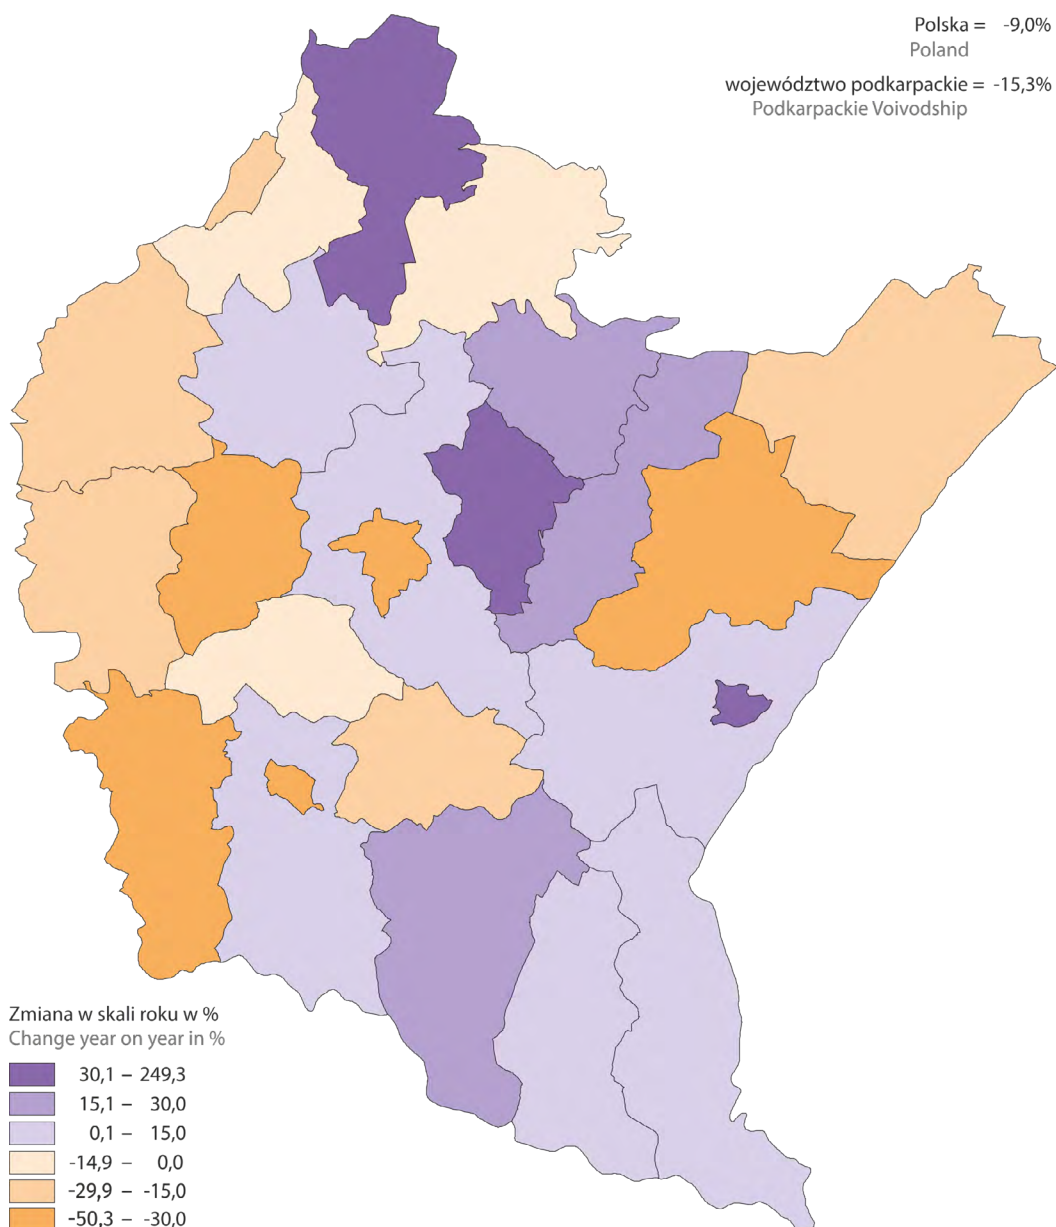 Polska = -9,0%
Poland
województwo podkarpackie = -15,3%
Podkarpackie Voivodship
Zmiana w skali roku w %
Change year on year in %
30,1 – 249,3
15,1 – 30,0
0,1 – 15,0
-14,9 – 0,0
-29,9 – -15,0
-50,3 – -30,0